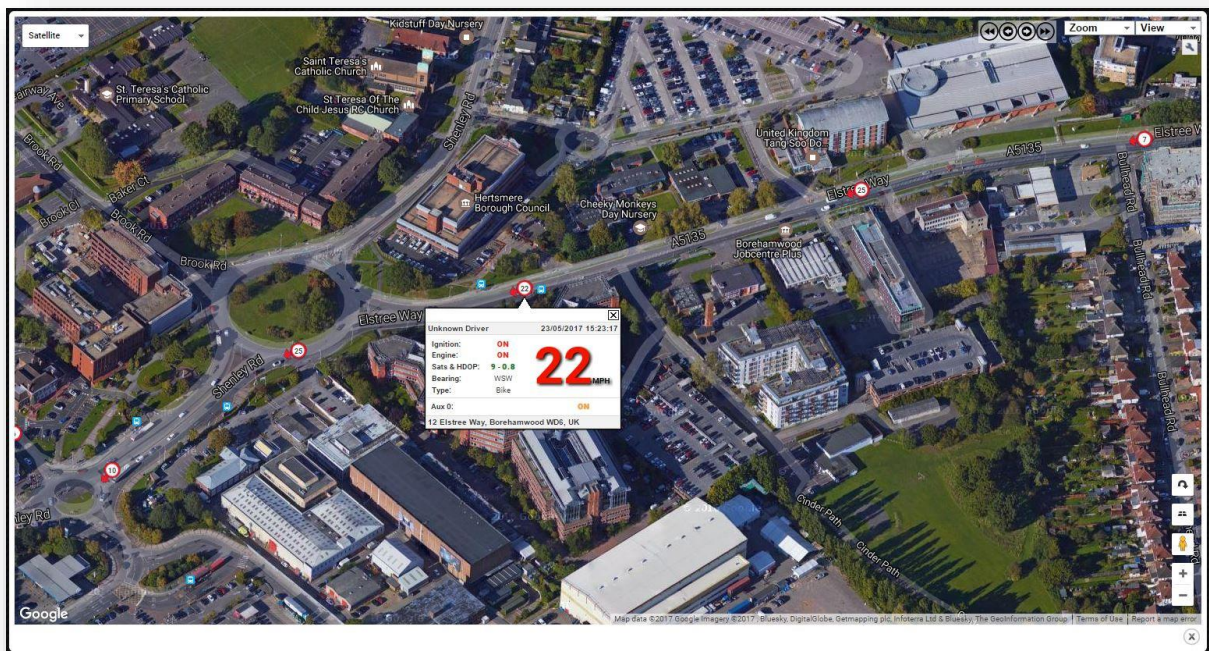 Satellite
Kidstuff Day Nursery
Zoom
View
Saint Teresa's
Catholic Church
St. Teresa's Catholic
Primary School
St Teresa Of The
Child Jesus RC Church
Shenley Rd
United Kingdom
Tang Soo Do...
7
Elstree W
A5135
Brook Rd
Baker Ct
Brook Cl
Brook Rd
Hertsmere
Borough Council
Cheeky Monkeys
Day Nursery
Elstree Way
25
Bullhead Rd
A5135
Borehamwood
Jobcentre Plus
Brook Rd
Bullhead Rd
22
Elstree Way
Unknown Driver 23/05/2017 15:23:17
Ignition: ON
Engine: ON
Sats & HDOP: 9 - 0.8
Bearing: WSW
Type: Bike
22 MPH
Aux 0: ON
12 Elstree Way, Borehamwood WD6, UK
25
Shenley Rd
Bullhead Rd
10
Cinder Path
Cinder Path
Google
Map data ©2017 Google Imagery ©2017 , Bluesky, DigitalGlobe, Getmapping plc, Infoterra Ltd & Bluesky, The GeoInformation Group
Terms of Use
Report a map error